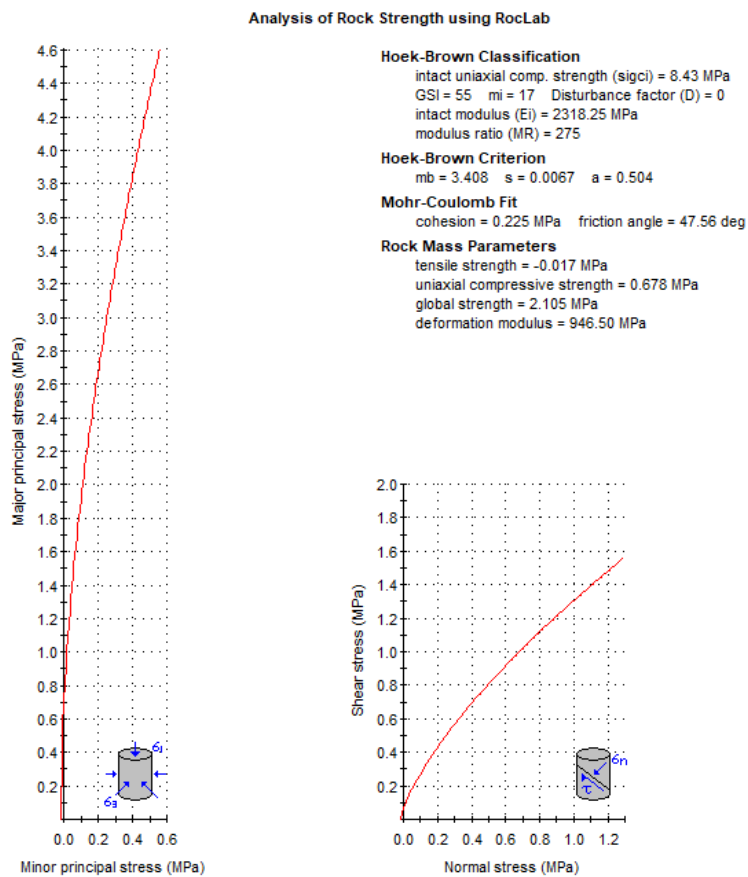 Analysis of Rock Strength using RocLab
Hoek-Brown Classification
intact uniaxial comp. strength (sigci) = 8.43 MPa
GSI = 55 mi = 17 Disturbance factor (D) = 0
intact modulus (Ei) = 2318.25 MPa
modulus ratio (MR) = 275
Hoek-Brown Criterion
mb = 3.408 s = 0.0067 a = 0.504
Mohr-Coulomb Fit
cohesion = 0.225 MPa friction angle = 47.56 deg
Rock Mass Parameters
tensile strength = -0.017 MPa
uniaxial compressive strength = 0.678 MPa
global strength = 2.105 MPa
deformation modulus = 946.50 MPa
Major principal stress (MPa)
4.6
4.4
4.2
4.0
3.8
3.6
3.4
3.2
3.0
2.8
2.6
2.4
2.2
2.0
1.8
1.6
1.4
1.2
1.0
0.8
0.6
0.4
0.2
0.0 0.2 0.4 0.6
Minor principal stress (MPa)
σ1
σ3
Shear stress (MPa)
2.0
1.8
1.6
1.4
1.2
1.0
0.8
0.6
0.4
0.2
0.0 0.2 0.4 0.6 0.8 1.0 1.2
Normal stress (MPa)
σn
τ